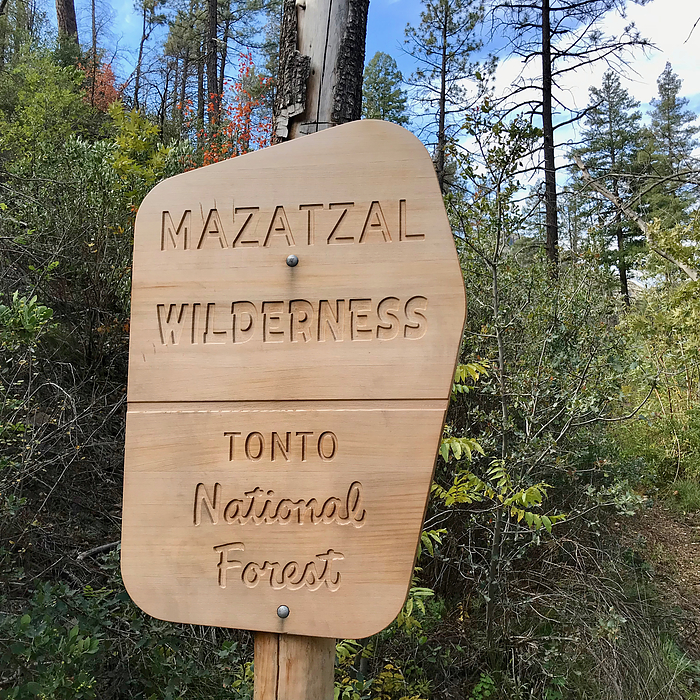 MAZATZAL
WILDERNESS
TONTO
National
Forest